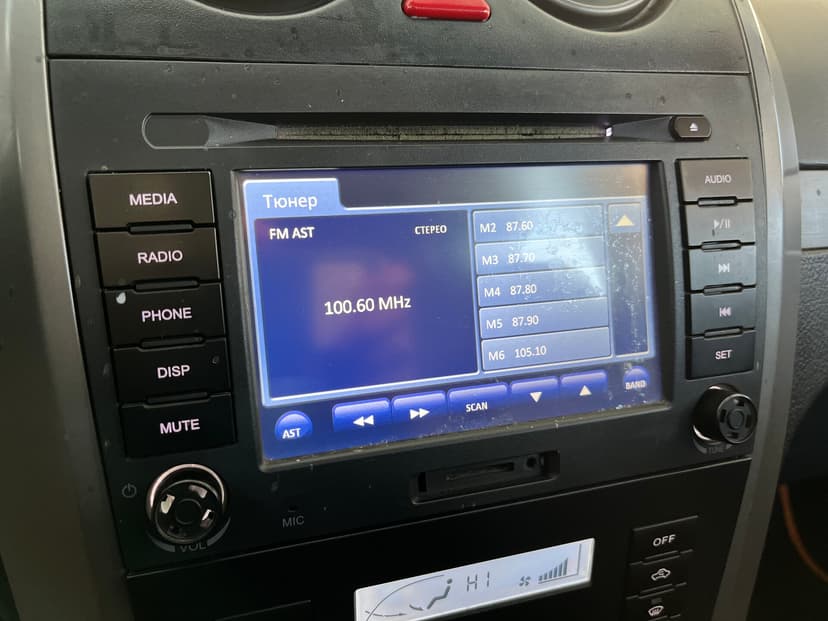 MEDIA
RADIO
PHONE
DISP
MUTE
VOL
MIC
Тюнер
FM AST
СТЕРЕО
100.60 MHz
M2 87.60
M3 87.70
M4 87.80
M5 87.90
M6 105.10
AST
SCAN
BAND
AUDIO
SET
TUNE
HI
OFF